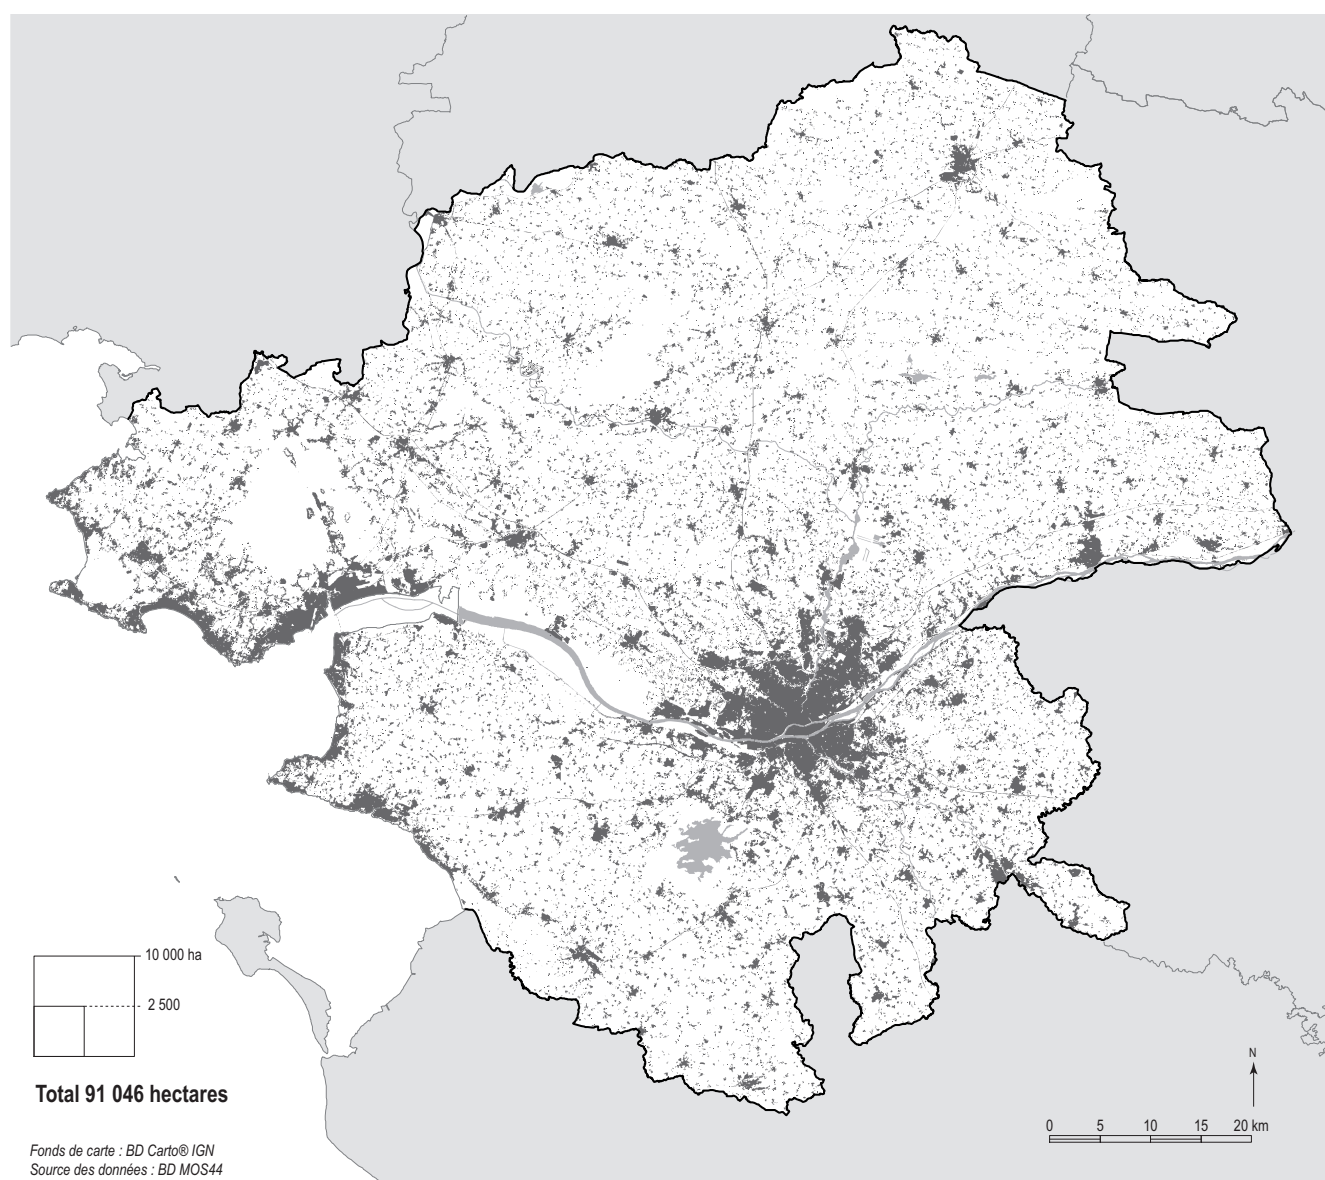 10 000 ha
2 500
Total 91 046 hectares
Fonds de carte : BD Carto® IGN
Source des données : BD MOS44
N
0 5 10 15 20 km